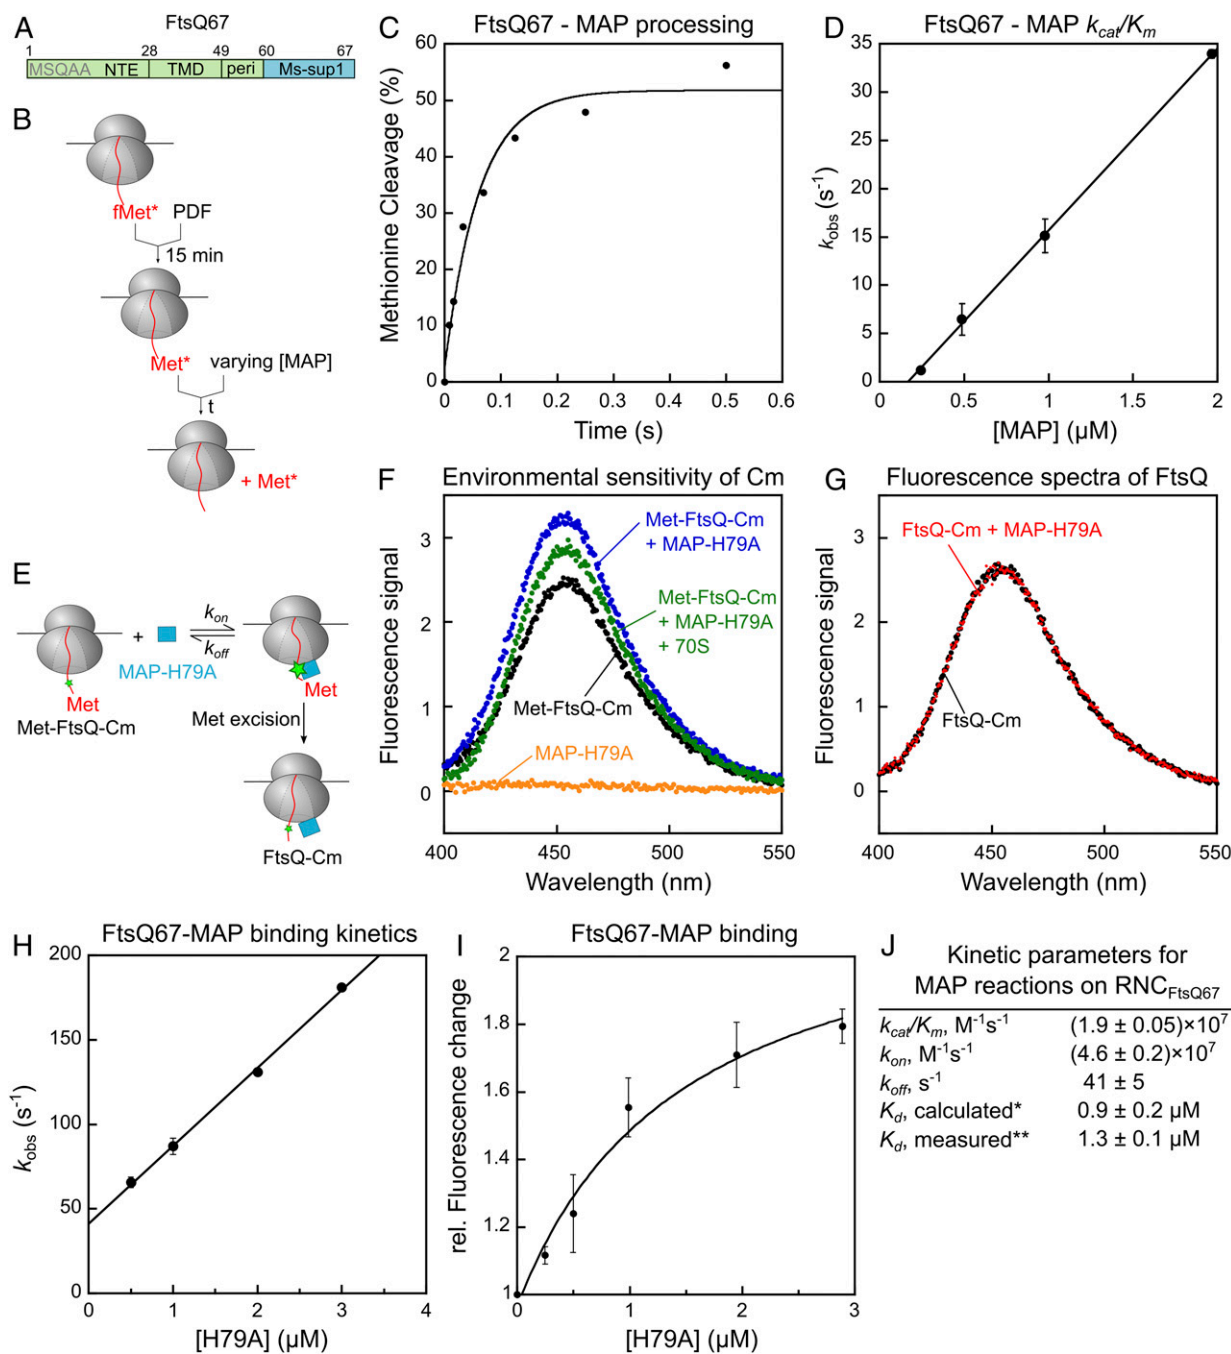 A
FtsQ67
1 28 49 60 67
MSQAA NTE TMD peri Ms-sup1
B
fMet* PDF
15 min
Met* varying [MAP]
t
+ Met*
C FtsQ67 - MAP processing
Methionine Cleavage (%)
60
50
40
30
20
10
0
0 0.1 0.2 0.3 0.4 0.5 0.6
Time (s)
D FtsQ67 - MAP kcat/Km
kobs (s-1)
35
30
25
20
15
10
5
0
0 0.5 1 1.5 2
[MAP] (µM)
E
kon
+
koff
MAP-H79A
Met
Met
Met-FtsQ-Cm
Met excision
FtsQ-Cm
F Environmental sensitivity of Cm
Fluorescence signal
3
2
1
0
Met-FtsQ-Cm
+ MAP-H79A
Met-FtsQ-Cm
+ MAP-H79A
+ 70S
Met-FtsQ-Cm
MAP-H79A
400 450 500 550
Wavelength (nm)
G Fluorescence spectra of FtsQ
Fluorescence signal
3
2
1
0
FtsQ-Cm + MAP-H79A
FtsQ-Cm
400 450 500 550
Wavelength (nm)
H FtsQ67-MAP binding kinetics
kobs (s-1)
200
150
100
50
0
0 1 2 3 4
[H79A] (µM)
I FtsQ67-MAP binding
rel. Fluorescence change
2
1.8
1.6
1.4
1.2
1
0 1 2 3
[H79A] (µM)
J Kinetic parameters for
MAP reactions on RNCFtsQ67
kcat/Km, M-1s-1 (1.9 ± 0.05)×10⁷
kon, M-1s-1 (4.6 ± 0.2)×10⁷
koff, s-1 41 ± 5
Kd, calculated* 0.9 ± 0.2 µM
Kd, measured** 1.3 ± 0.1 µM